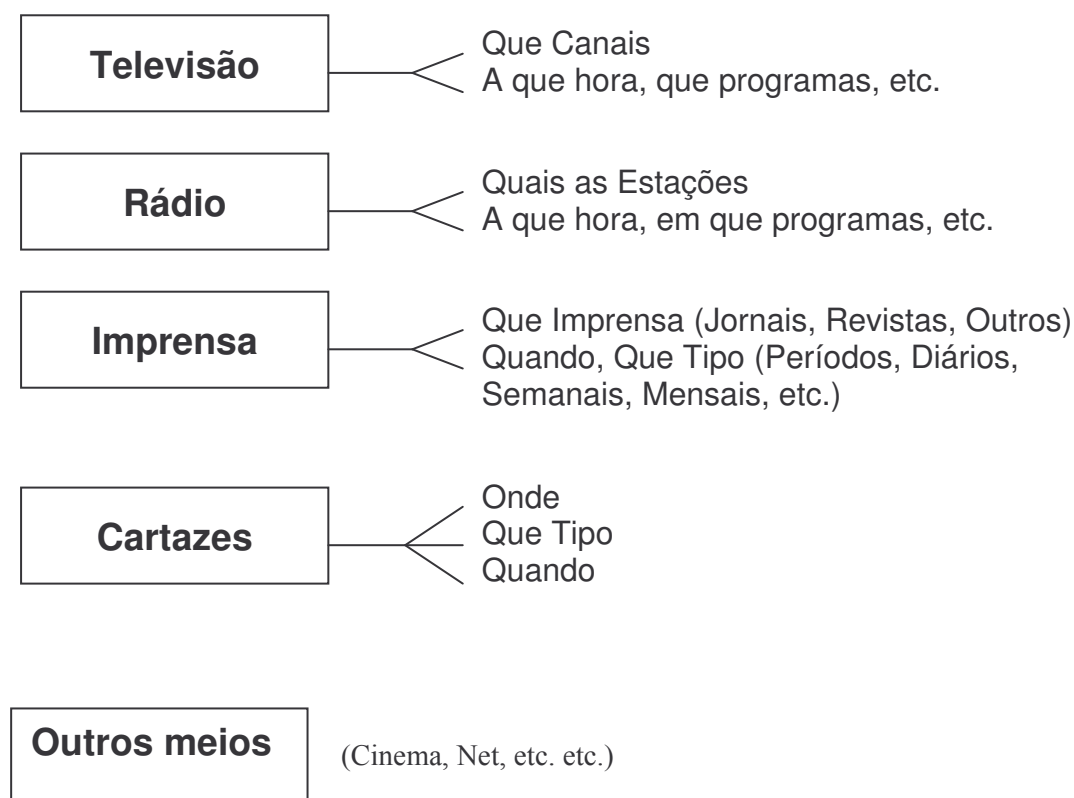 Televisão
Que Canais
A que hora, que programas, etc.
Rádio
Quais as Estações
A que hora, em que programas, etc.
Imprensa
Que Imprensa (Jornais, Revistas, Outros)
Quando, Que Tipo (Períodos, Diários,
Semanais, Mensais, etc.)
Cartazes
Onde
Que Tipo
Quando
Outros meios
(Cinema, Net, etc. etc.)